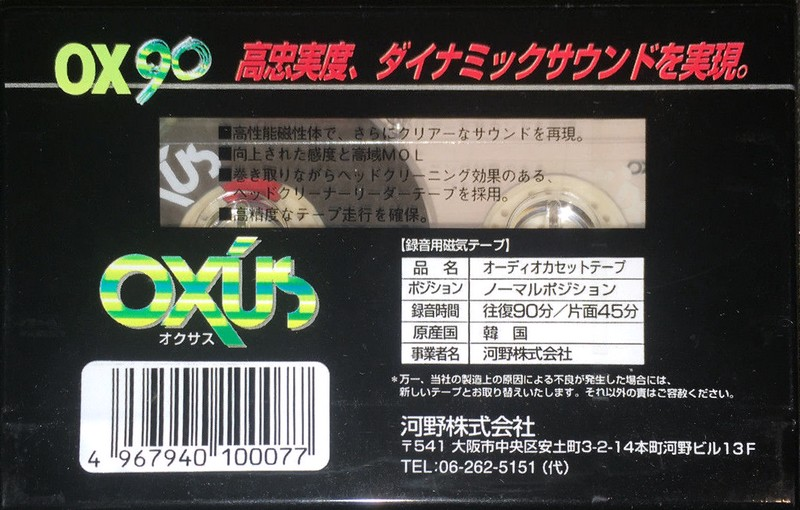 OX90 高忠実度、ダイナミックサウンドを実現。
■高性能磁性体で、さらにクリアーなサウンドを再現。
■向上された感度と高域MOL
■巻き取りながらヘッドクリーニング効果のある、
ヘッドクリーナーリーダーテープを採用。
■高精度なテープ走行を確保。
OXUS
オクサス
【録音用磁気テープ】
品名 オーディオカセットテープ
ポジション ノーマルポジション
録音時間 往復90分/片面45分
原産国 韓国
事業者名 河野株式会社
*万一、当社の製造上の原因による不良が発生した場合には、
新しいテープとお取り替えいたします。それ以外の責はご容赦ください。
河野株式会社
〒541 大阪市中央区安土町3-2-14本町河野ビル13F
TEL:06-262-5151(代)
4 967940 100077